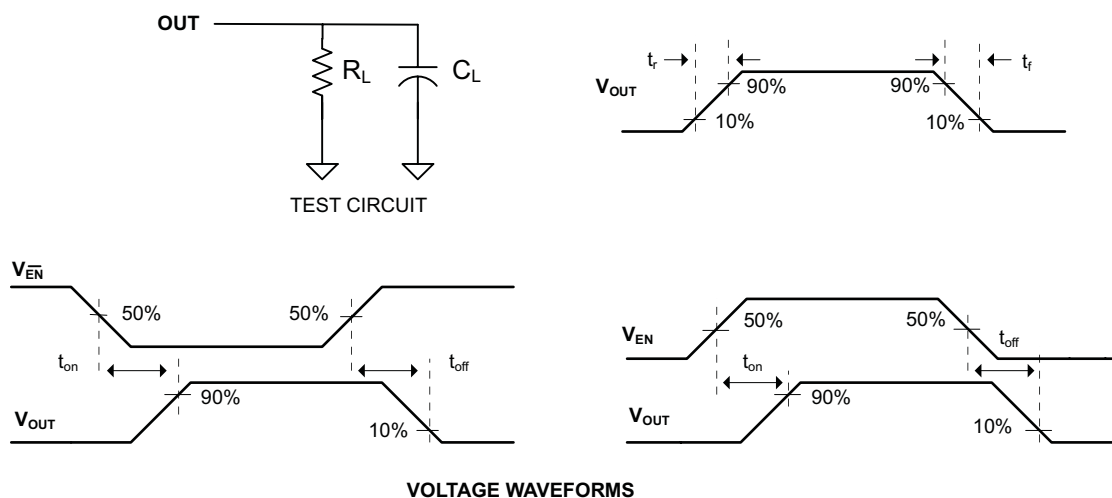 OUT
R_L
C_L
TEST CIRCUIT
t_r
t_f
V_OUT
90%
90%
10%
10%
V_E̅N̅
50%
50%
t_on
t_off
V_OUT
90%
10%
V_EN
50%
50%
t_on
t_off
V_OUT
90%
10%
VOLTAGE WAVEFORMS